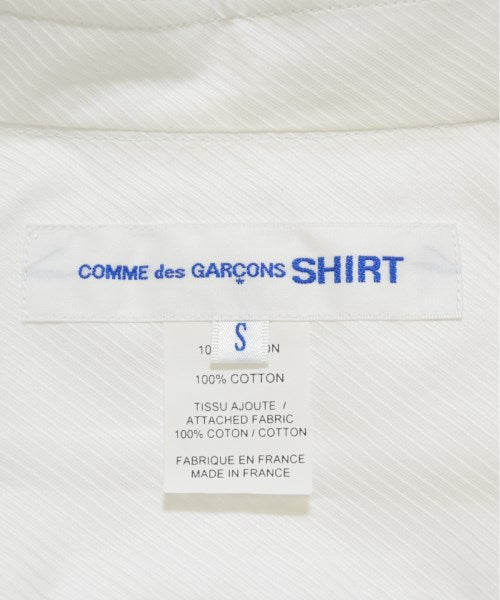 COMME des GARÇONS SHIRT
S
100% COTTON
TISSU AJOUTE /
ATTACHED FABRIC
100% COTON / COTTON
FABRIQUE EN FRANCE
MADE IN FRANCE